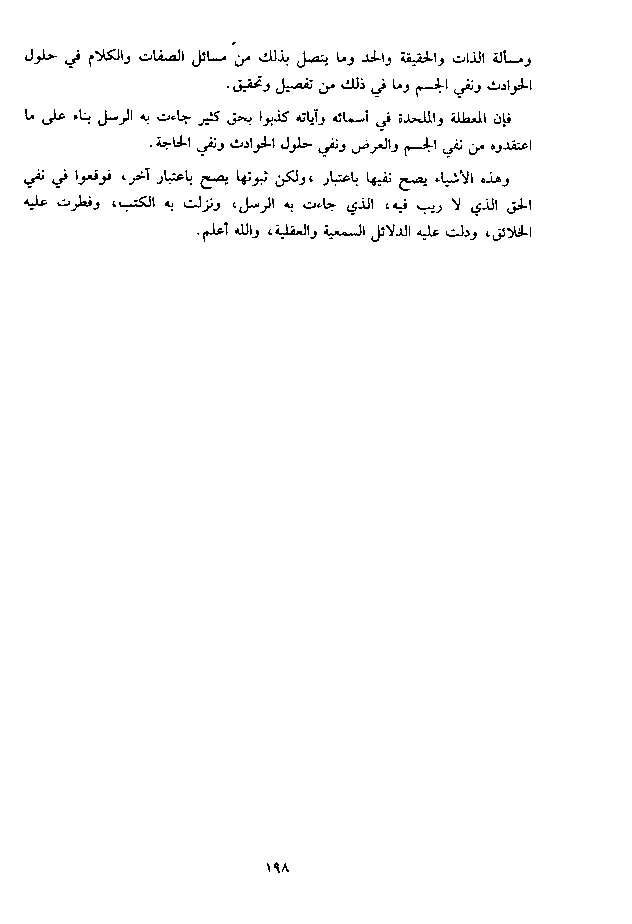 ومسألة الذات والحقيقة والحد وما يتصل بذلك من مسائل الصفات والكلام في حلول
الحوادث ونفي الجسم وما في ذلك من تفصيل وتحقيق.
فإن المعطلة والملحدة في أسمائه وآياته كذبوا بحق كثير جاءت به الرسل بناء على ما
اعتقدوه من نفي الجسم والعرض ونفي حلول الحوادث ونفي الحاجة.
وهذه الأشياء يصح نفيها باعتبار ،ولكن ثبوتها يصح باعتبار آخر، فوقعوا في نفي
الحق الذي لا ريب فيه، الذي جاءت به الرسل، ونزلت به الكتب، وفطرت عليه
الخلائق، ودلت عليه الدلائل السمعية والعقلية، والله أعلم.
١٩٨